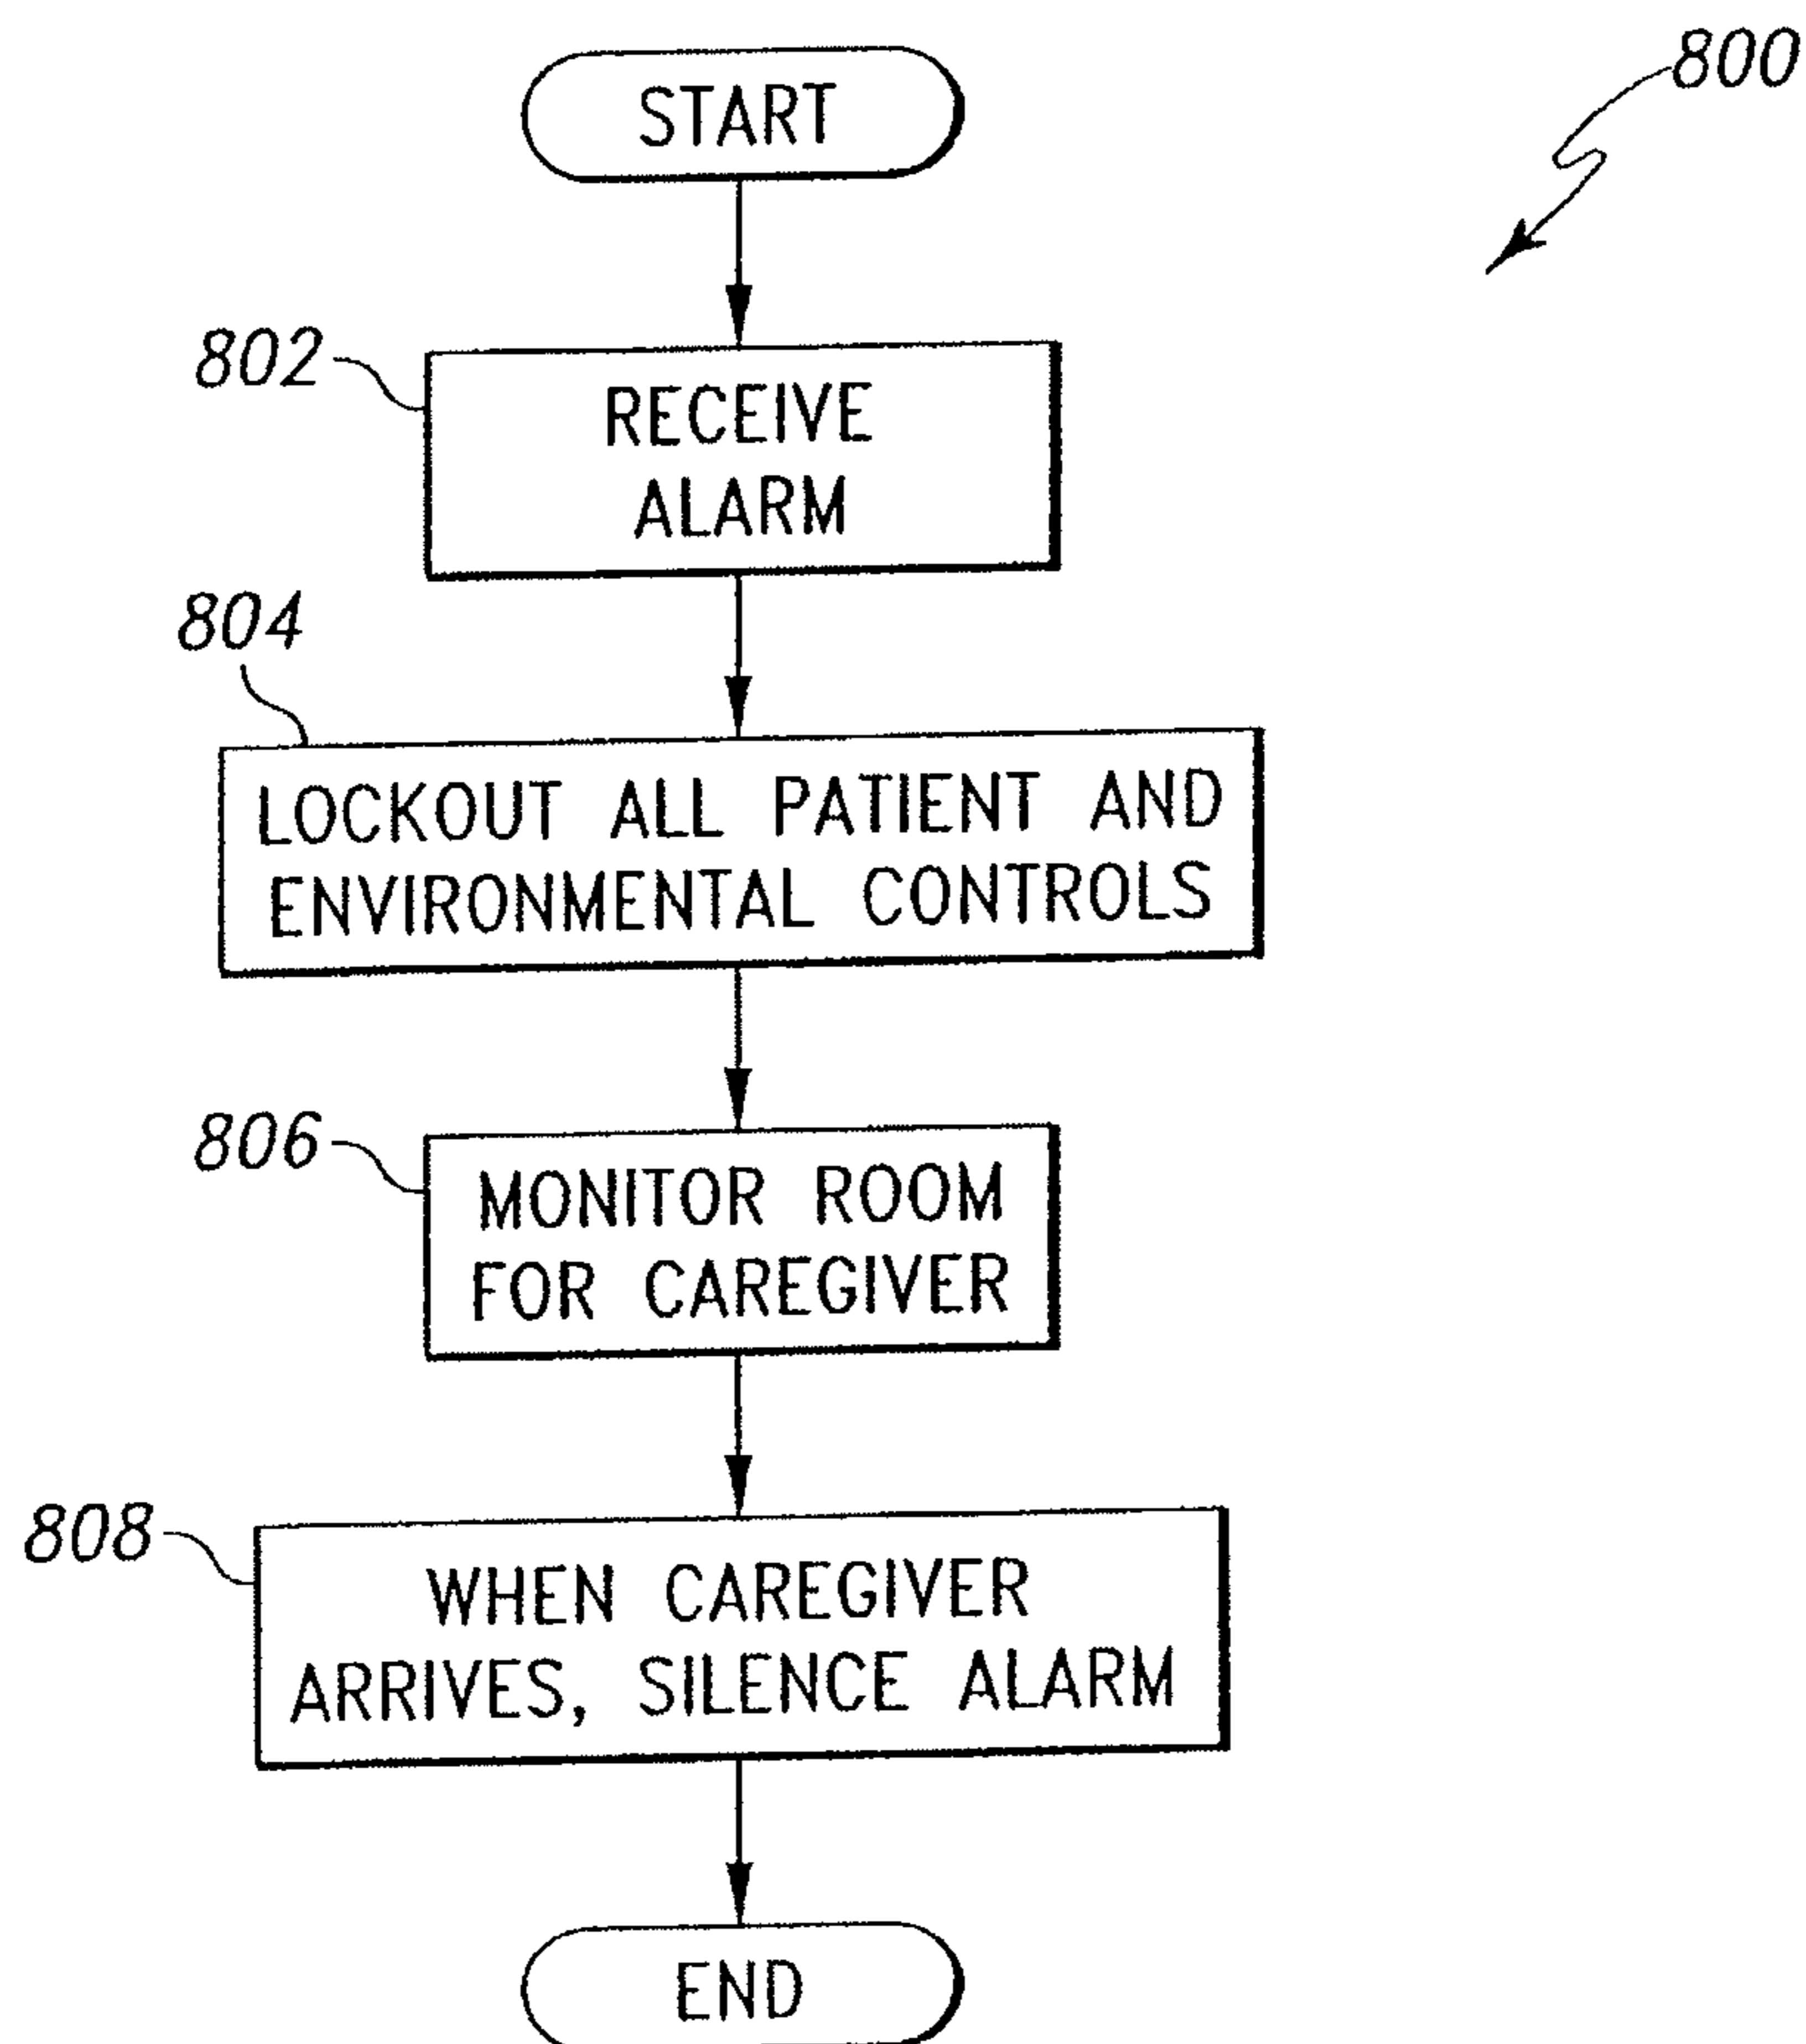 800
START
802
RECEIVE
ALARM
804
LOCKOUT ALL PATIENT AND
ENVIRONMENTAL CONTROLS
806
MONITOR ROOM
FOR CAREGIVER
808
WHEN CAREGIVER
ARRIVES, SILENCE ALARM
END